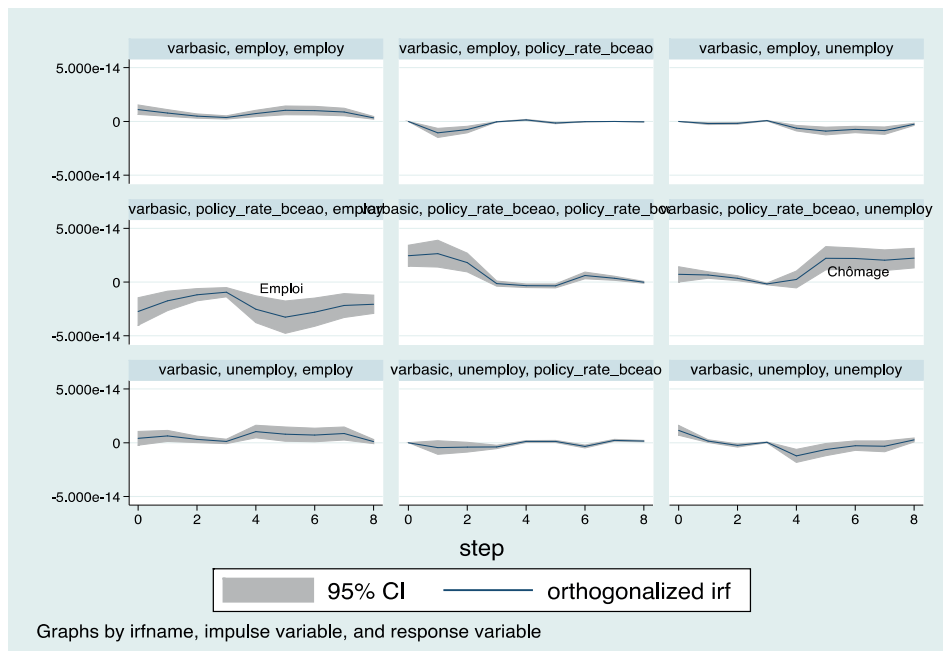 varbasic, employ, employ
varbasic, employ, policy_rate_bceao
varbasic, employ, unemploy
5.000e-14
0
-5.000e-14
varbasic, policy_rate_bceao, employ
varbasic, policy_rate_bceao, policy_rate_bceao
varbasic, policy_rate_bceao, unemploy
5.000e-14
0
-5.000e-14
Emploi
Chômage
varbasic, unemploy, employ
varbasic, unemploy, policy_rate_bceao
varbasic, unemploy, unemploy
5.000e-14
0
-5.000e-14
0 2 4 6 8
0 2 4 6 8
0 2 4 6 8
step
95% CI
orthogonalized irf
Graphs by irfname, impulse variable, and response variable